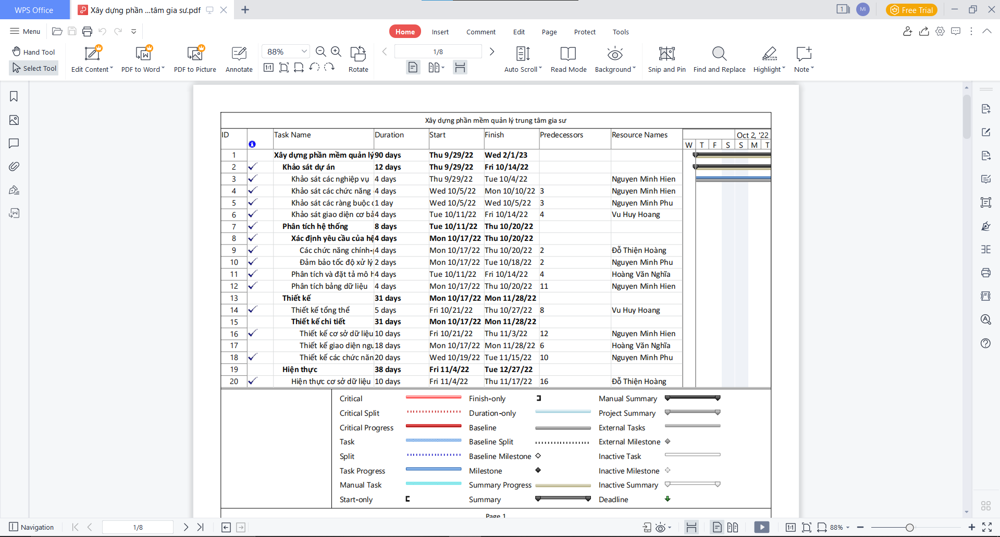 WPS Office
Xây dựng phần ...tâm gia sư.pdf
1
Mi
Free Trial
Menu
Home
Insert
Comment
Edit
Page
Protect
Tools
Hand Tool
Select Tool
Edit Content
PDF to Word
PDF to Picture
Annotate
88%
1:1
Rotate
1/8
Auto Scroll
Read Mode
Background
Snip and Pin
Find and Replace
Highlight
Note
Xây dựng phần mềm quản lý trung tâm gia sư
ID Task Name Duration Start Finish Predecessors Resource Names Oct 2, '22
W T F S S M T
1 Xây dựng phần mềm quản lý 90 days Thu 9/29/22 Wed 2/1/23
2 Khảo sát dự án 12 days Thu 9/29/22 Fri 10/14/22
3 Khảo sát các nghiệp vụ 4 days Thu 9/29/22 Tue 10/4/22 Nguyen Minh Hien
4 Khảo sát các chức năng 4 days Wed 10/5/22 Mon 10/10/22 3 Nguyen Minh Hien
5 Khảo sát các ràng buộc 1 day Wed 10/5/22 Wed 10/5/22 3 Nguyen Minh Phu
6 Khảo sát giao diện cơ bả 4 days Tue 10/11/22 Fri 10/14/22 4 Vu Huy Hoang
7 Phân tích hệ thống 8 days Tue 10/11/22 Thu 10/20/22
8 Xác định yêu cầu của hệ 4 days Mon 10/17/22 Thu 10/20/22
9 Các chức năng chính- 4 days Mon 10/17/22 Thu 10/20/22 2 Đỗ Thiện Hoàng
10 Đảm bảo tốc độ xử lý 2 days Mon 10/17/22 Tue 10/18/22 2 Nguyen Minh Phu
11 Phân tích và đặt tả mô h 4 days Tue 10/11/22 Fri 10/14/22 4 Hoàng Văn Nghĩa
12 Phân tích bảng dữ liệu 4 days Mon 10/17/22 Thu 10/20/22 11 Nguyen Minh Hien
13 Thiết kế 31 days Mon 10/17/22 Mon 11/28/22
14 Thiết kế tổng thể 5 days Fri 10/21/22 Thu 10/27/22 8 Vu Huy Hoang
15 Thiết kế chi tiết 31 days Mon 10/17/22 Mon 11/28/22
16 Thiết kế cơ sở dữ liệu 10 days Fri 10/21/22 Thu 11/3/22 12 Nguyen Minh Hien
17 Thiết kế giao diện ngu 18 days Mon 10/17/22 Mon 11/28/22 6 Hoàng Văn Nghĩa
18 Thiết kế các chức năn 20 days Wed 10/19/22 Tue 11/15/22 10 Nguyen Minh Phu
19 Hiện thực 38 days Fri 11/4/22 Tue 12/27/22
20 Hiện thực cơ sở dữ liệu 10 days Fri 11/4/22 Thu 11/17/22 16 Đỗ Thiện Hoàng
Critical Finish-only Manual Summary
Critical Split Duration-only Project Summary
Critical Progress Baseline External Tasks
Task Baseline Split External Milestone
Split Baseline Milestone Inactive Task
Task Progress Milestone Inactive Milestone
Manual Task Summary Progress Inactive Summary
Start-only Summary Deadline
Page 1
Navigation
1/8
1:1
88%